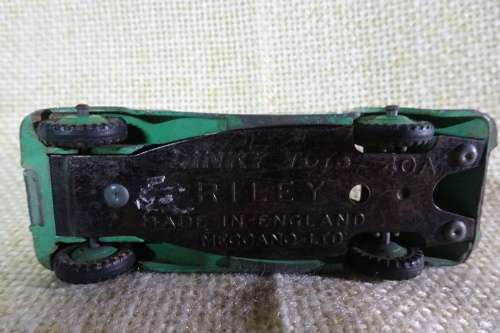 DINKY TOYS 40A
RILEY
MADE IN ENGLAND
MECCANO LTD